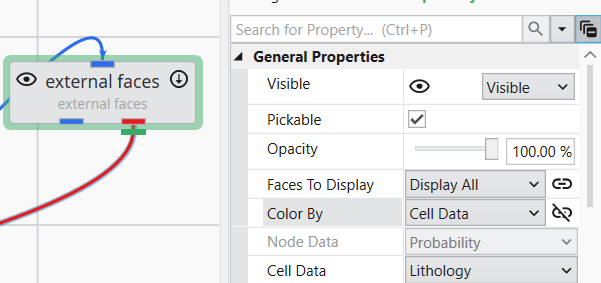 external faces
external faces
Search for Property... (Ctrl+P)
General Properties
Visible Visible
Pickable
Opacity 100.00 %
Faces To Display Display All
Color By Cell Data
Node Data Probability
Cell Data Lithology